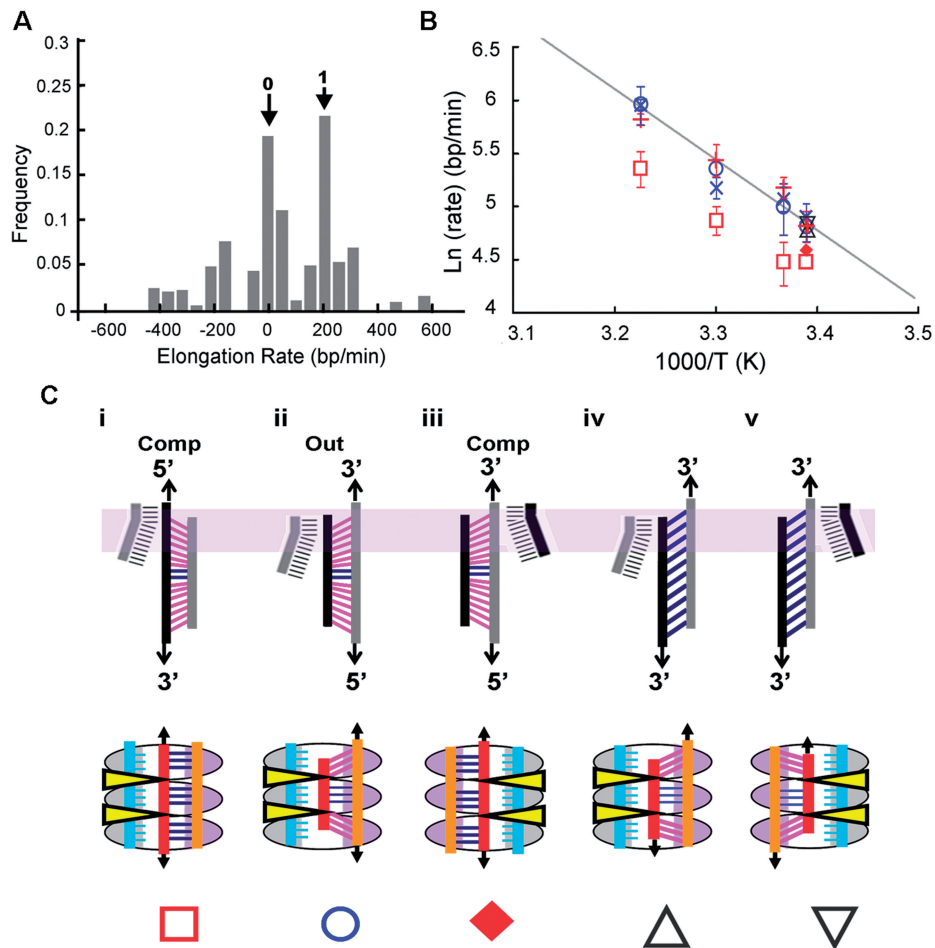 A
B
0.3
0.25
0.2
0.15
0.1
0.05
0
Frequency
0
1
-600
-400
-200
0
200
400
600
Elongation Rate (bp/min)
6.5
6
5.5
5
4.5
4
Ln (rate) (bp/min)
3.1
3.2
3.3
3.4
3.5
1000/T (K)
C
i
ii
iii
iv
v
Comp
Out
Comp
5'
3'
3'
3'
3'
3'
5'
5'
3'
3'